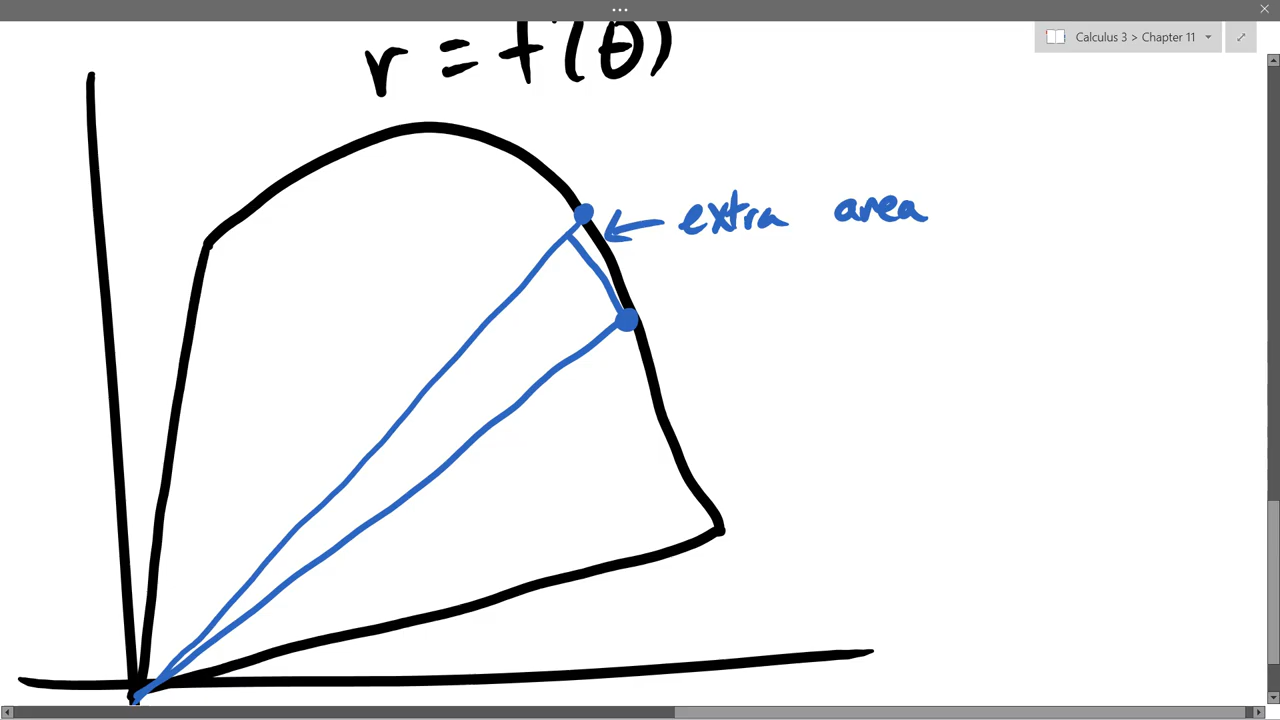 Calculus 3 > Chapter 11
r = f(θ)
extra area